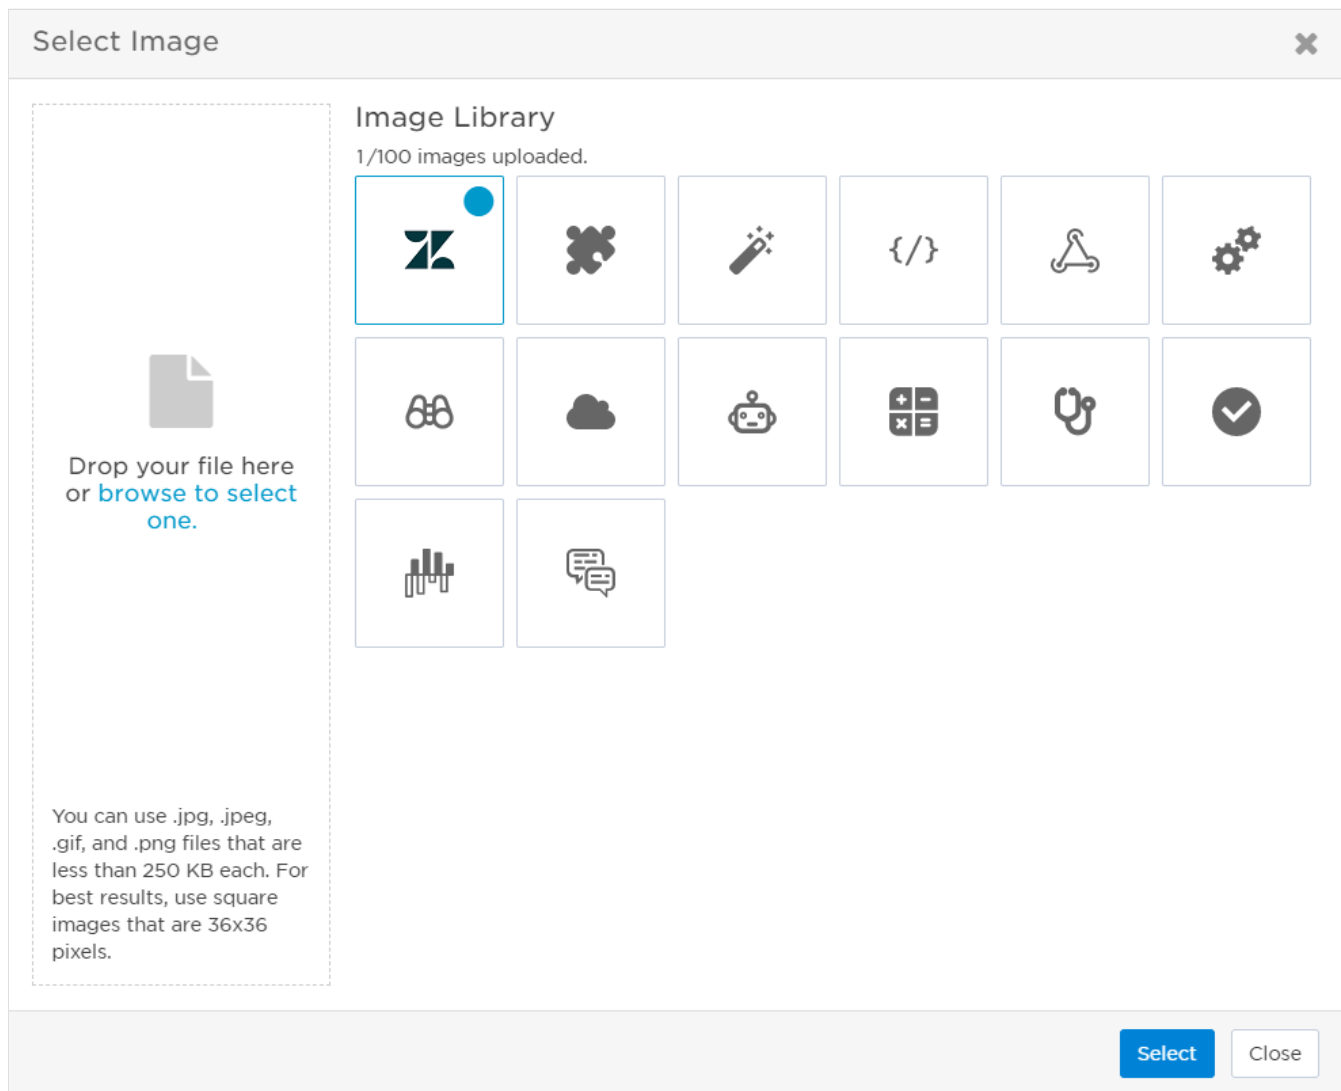 Select Image
Image Library
1/100 images uploaded.
{/}
Drop your file here
or browse to select
one.
You can use .jpg, .jpeg,
.gif, and .png files that are
less than 250 KB each. For
best results, use square
images that are 36x36
pixels.
Select
Close